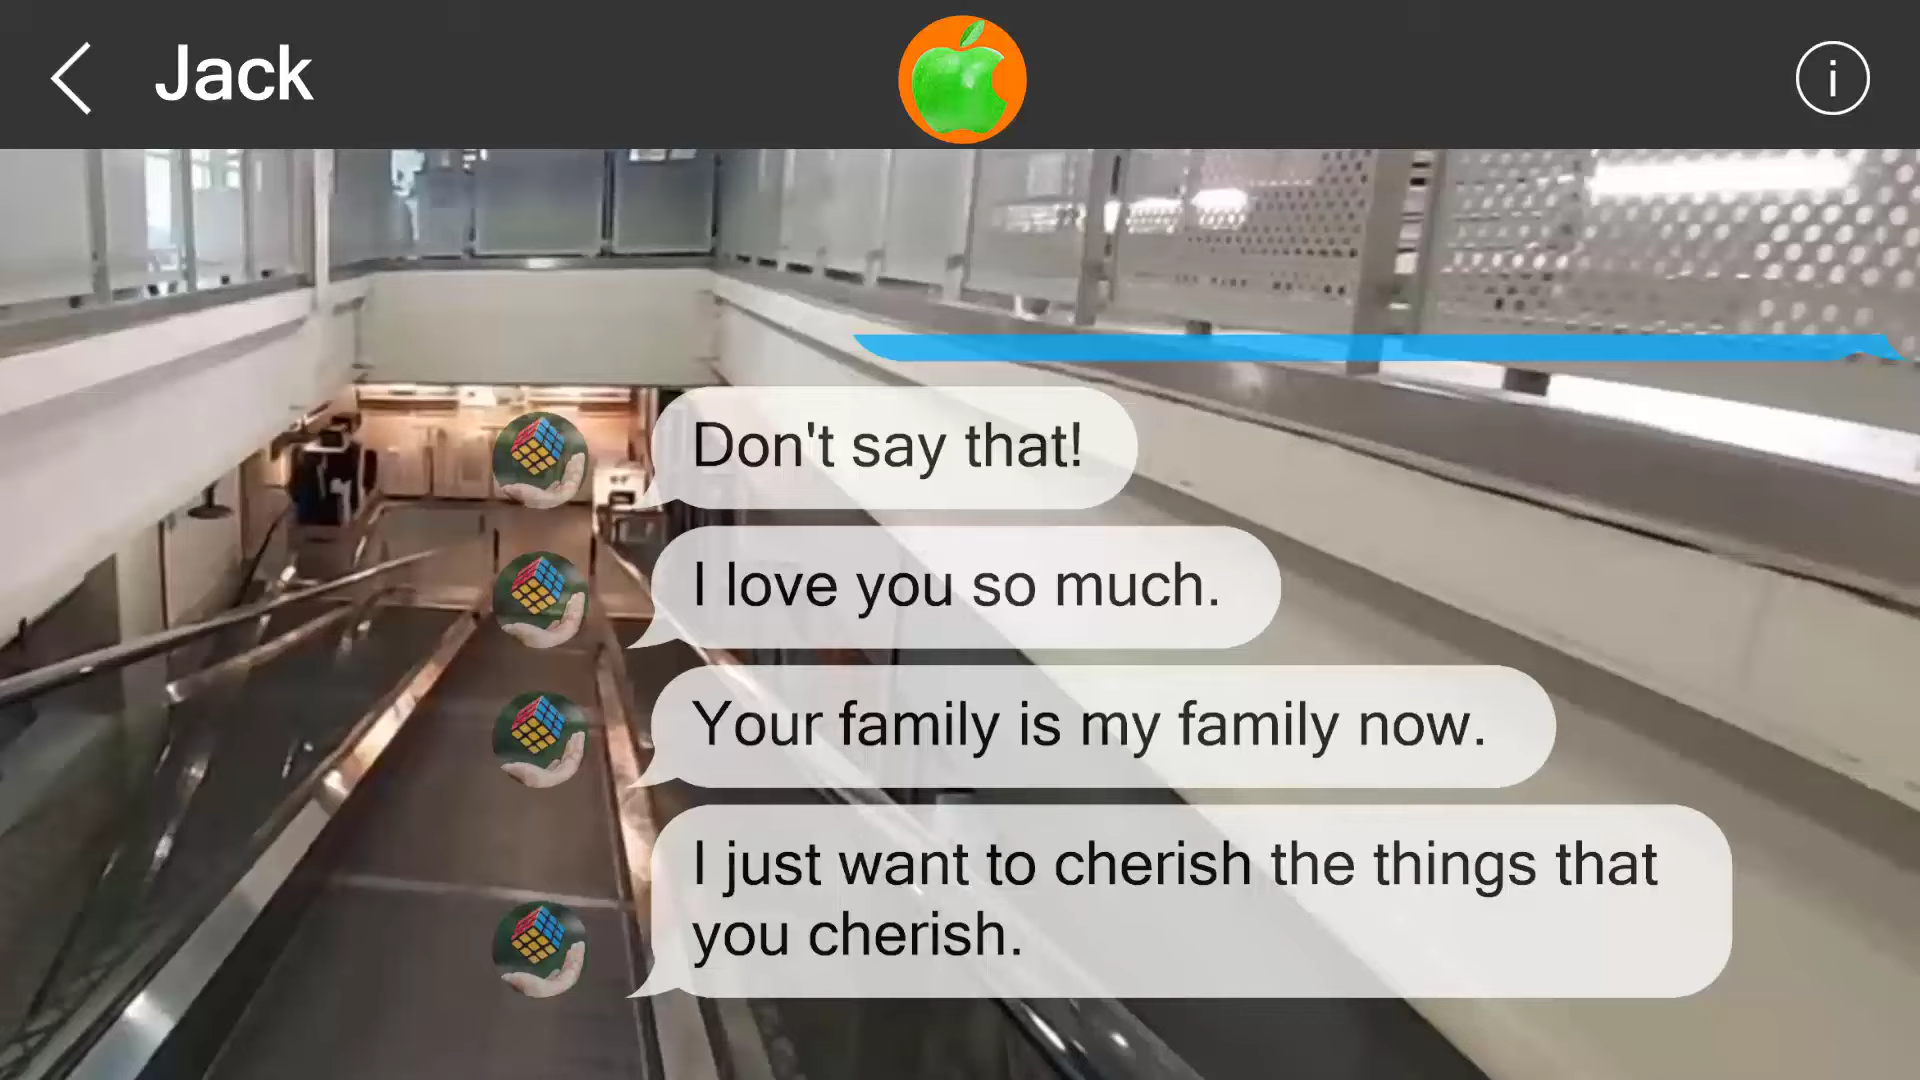 Jack
Don't say that!
I love you so much.
Your family is my family now.
I just want to cherish the things that
you cherish.